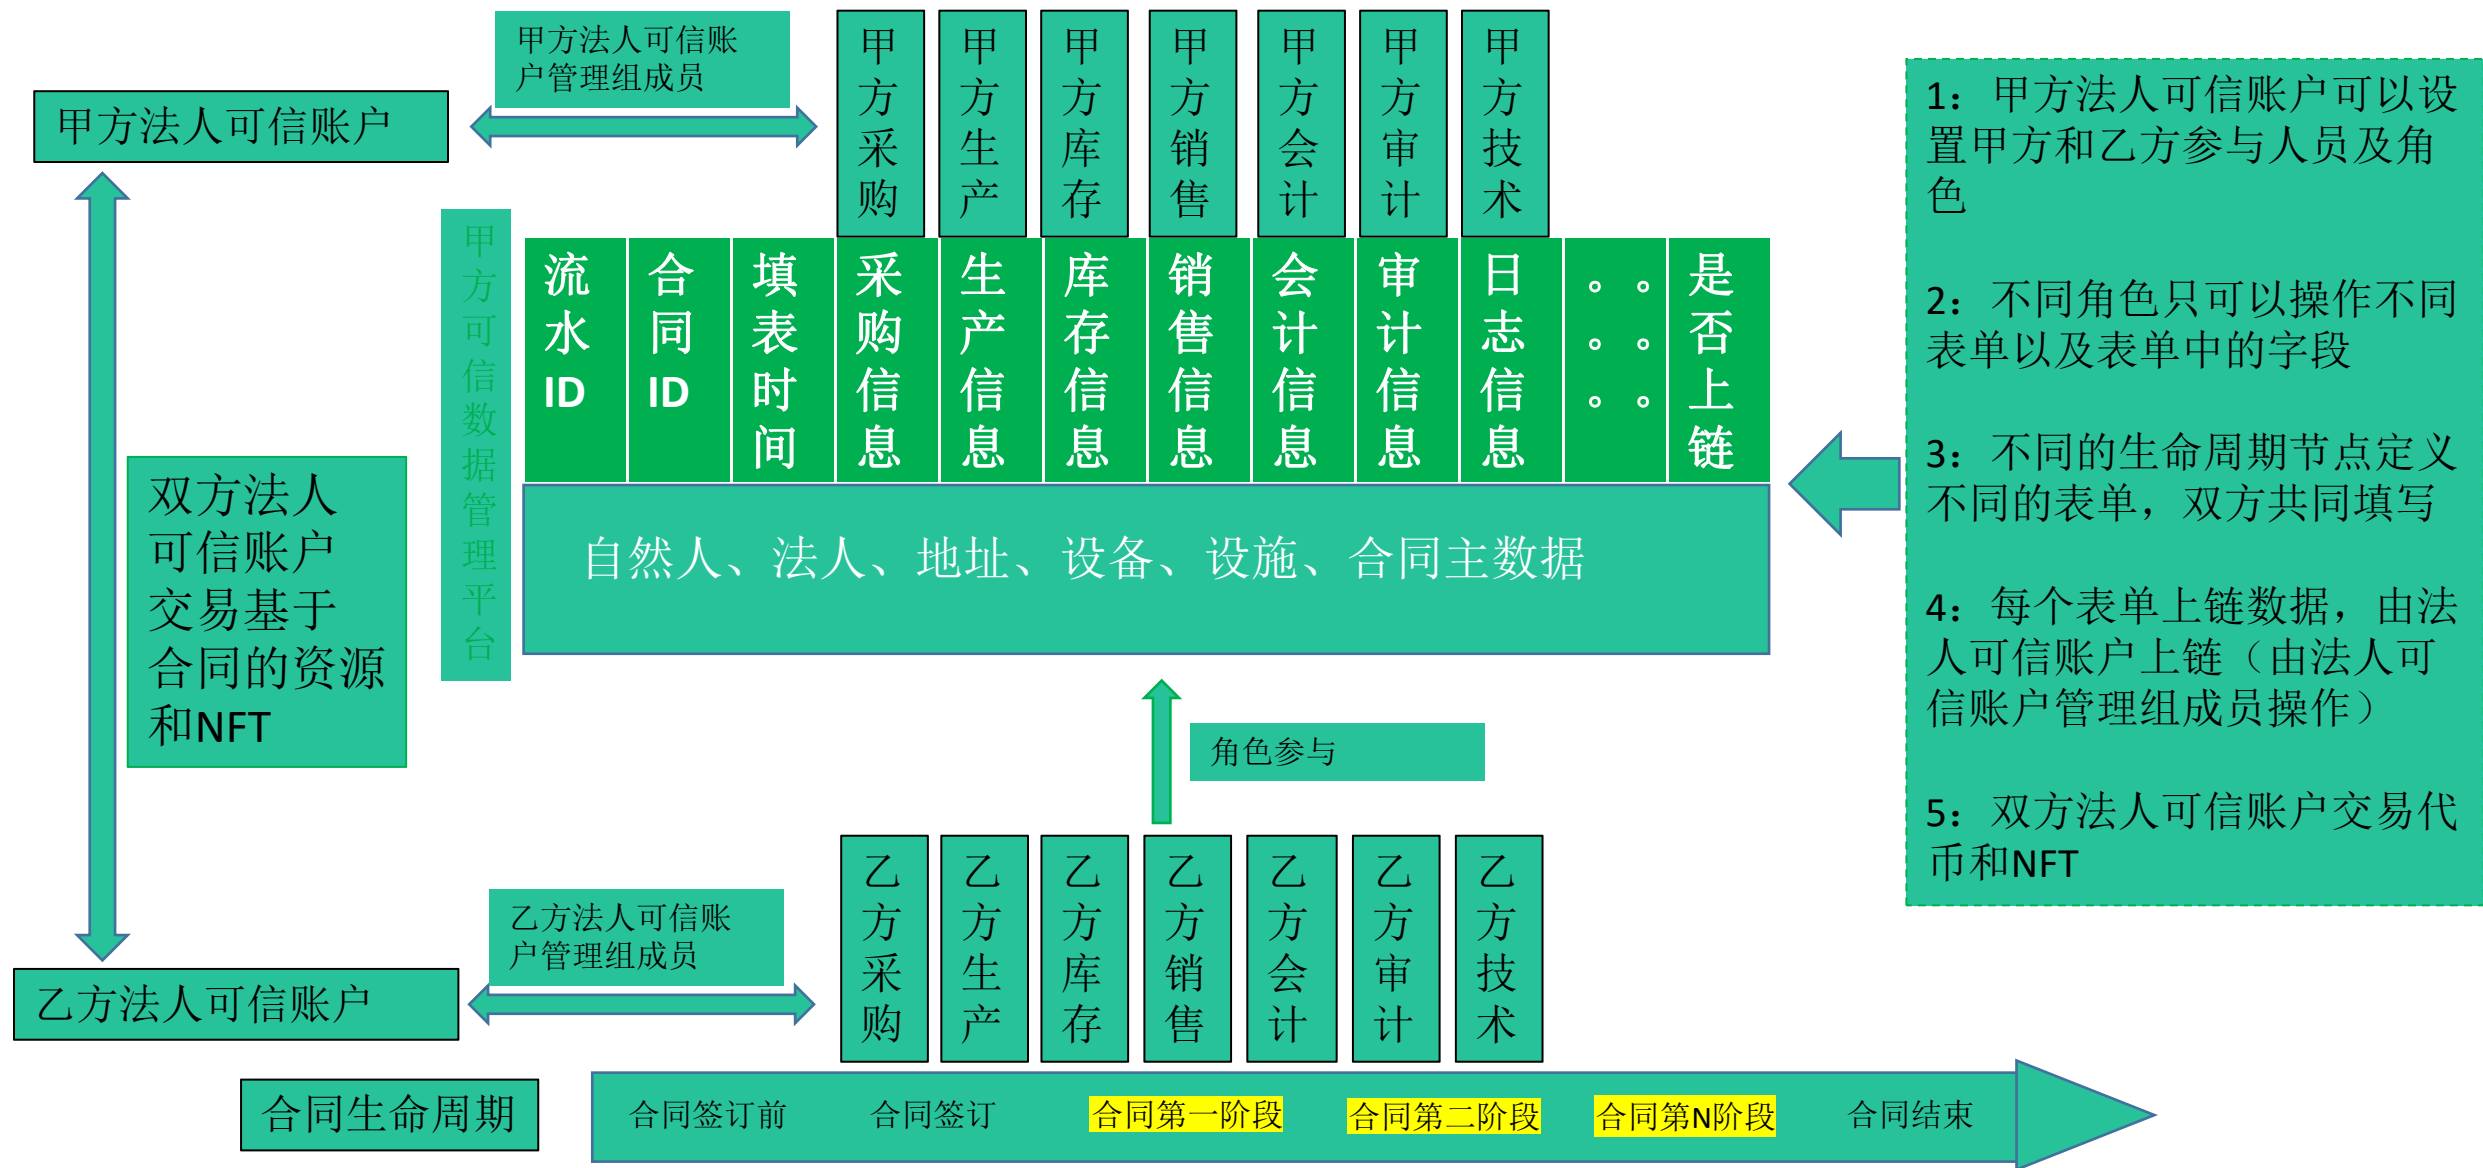 甲方法人可信账户
甲方法人可信账
户管理组成员
甲方采购
甲方生产
甲方库存
甲方销售
甲方会计
甲方审计
甲方技术
甲方可信数据管理平台
流水ID
合同ID
填表时间
采购信息
生产信息
库存信息
销售信息
会计信息
审计信息
日志信息
。。
。。
。。
是否上链
自然人、法人、地址、设备、设施、合同主数据
双方法人
可信账户
交易基于
合同的资源
和NFT
角色参与
乙方法人可信账户
乙方法人可信账
户管理组成员
乙方采购
乙方生产
乙方库存
乙方销售
乙方会计
乙方审计
乙方技术
1：甲方法人可信账户可以设
置甲方和乙方参与人员及角
色
2：不同角色只可以操作不同
表单以及表单中的字段
3：不同的生命周期节点定义
不同的表单，双方共同填写
4：每个表单上链数据，由法
人可信账户上链（由法人可
信账户管理组成员操作）
5：双方法人可信账户交易代
币和NFT
合同生命周期
合同签订前
合同签订
合同第一阶段
合同第二阶段
合同第N阶段
合同结束